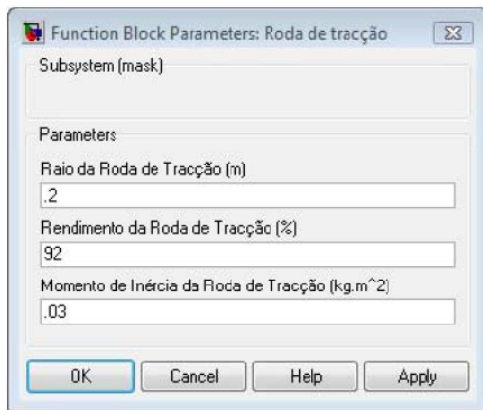 Function Block Parameters: Roda de tracção
Subsystem (mask)
Parameters
Raio da Roda de Tracção (m)
.2
Rendimento da Roda de Tracção (%)
92
Momento de Inércia da Roda de Tracção (kg.m^2)
.03
OK Cancel Help Apply